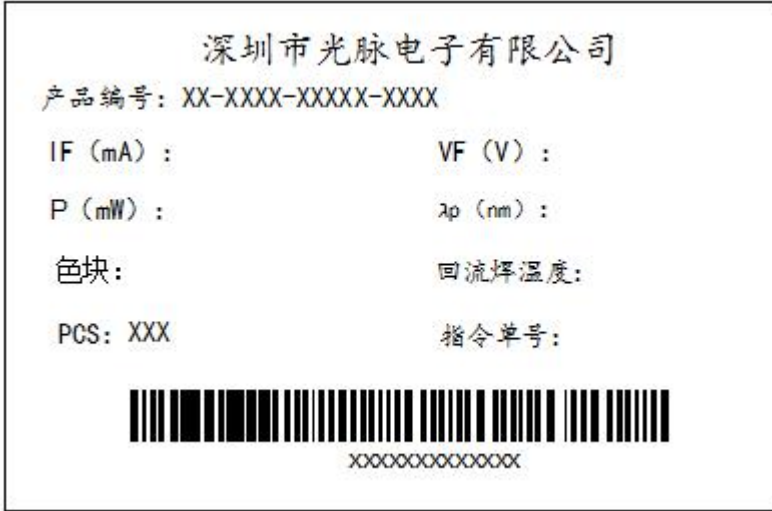 深圳市光脉电子有限公司
产品编号: XX-XXXX-XXXXX-XXXX
IF（mA）: VF（V）:
P（mW）: λp（nm）:
色块: 回流焊温度:
PCS: XXX 指令单号:
XXXXXXXXXXXXX